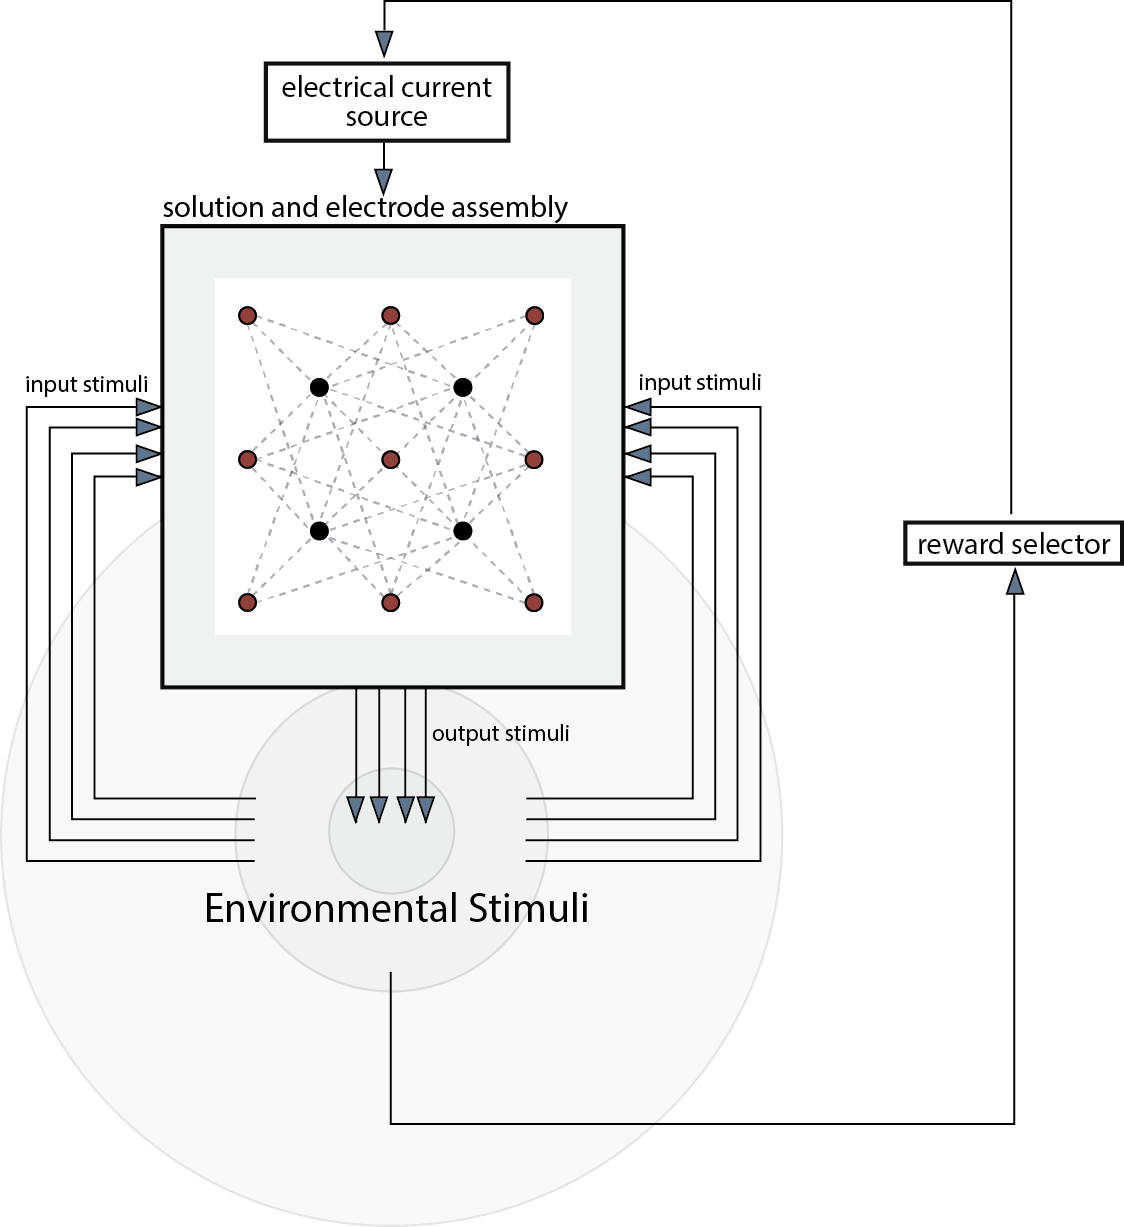 electrical current
source
solution and electrode assembly
input stimuli
input stimuli
reward selector
output stimuli
Environmental Stimuli